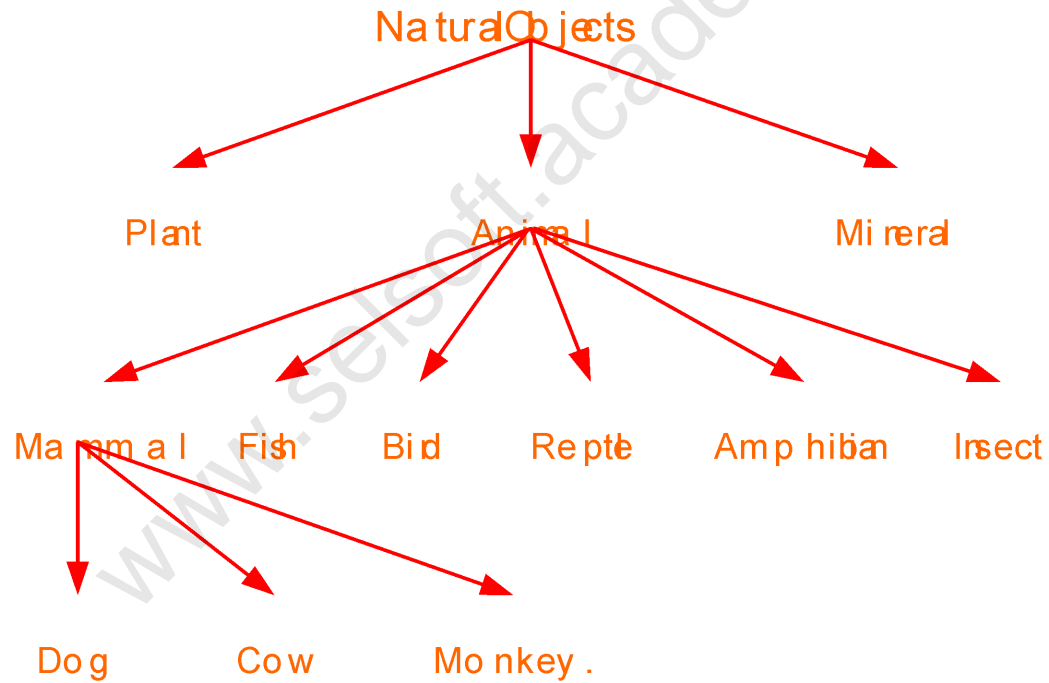 Natural Objects
Plant Animal Mineral
Mammal Fish Bird Reptile Amphibian Insect
Dog Cow Monkey.
www.selsoft.acade